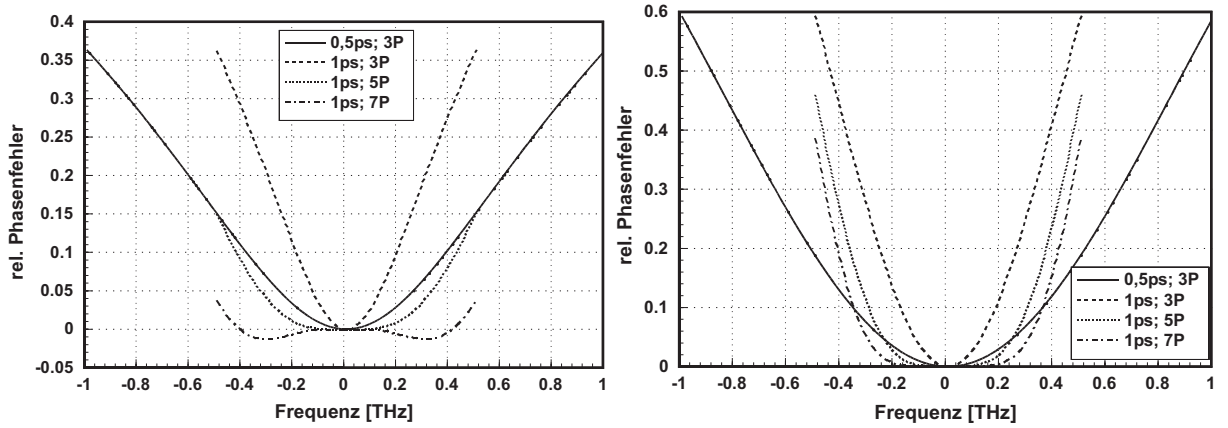 0.4
0.35
0.3
0.25
0.2
0.15
0.1
0.05
0
-0.05
rel. Phasenfehler
0,5ps; 3P
1ps; 3P
1ps; 5P
1ps; 7P
-1 -0.8 -0.6 -0.4 -0.2 0 0.2 0.4 0.6 0.8 1
Frequenz [THz]
0.6
0.5
0.4
0.3
0.2
0.1
0
rel. Phasenfehler
0,5ps; 3P
1ps; 3P
1ps; 5P
1ps; 7P
-1 -0.8 -0.6 -0.4 -0.2 0 0.2 0.4 0.6 0.8 1
Frequenz [THz]